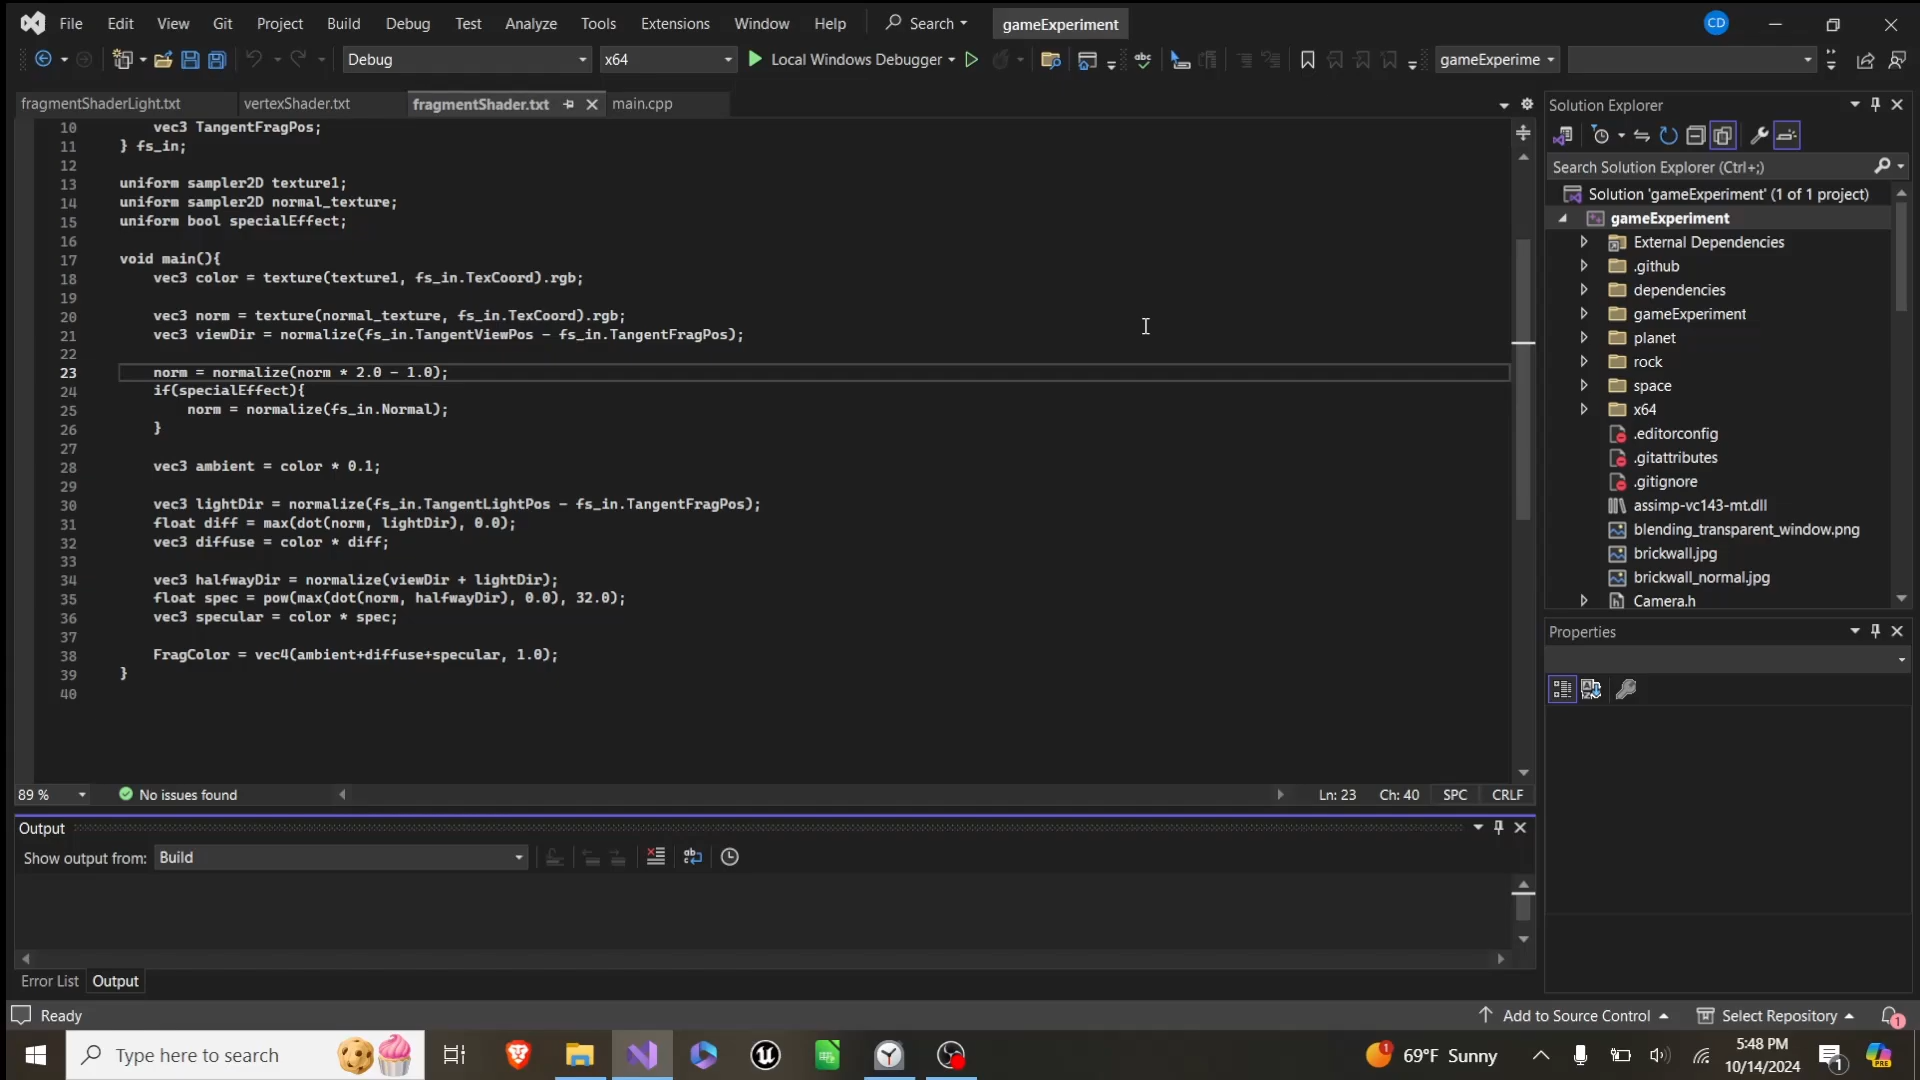 File Edit View Git Project Build Debug Test Analyze Tools Extensions Window Help Search gameExperiment CD
Debug x64 Local Windows Debugger gameExperime
fragmentShaderLight.txt vertexShader.txt fragmentShader.txt main.cpp
10 vec3 TangentFragPos;
11 } fs_in;
12
13 uniform sampler2D texture1;
14 uniform sampler2D normal_texture;
15 uniform bool specialEffect;
16
17 void main(){
18 vec3 color = texture(texture1, fs_in.TexCoord).rgb;
19
20 vec3 norm = texture(normal_texture, fs_in.TexCoord).rgb;
21 vec3 viewDir = normalize(fs_in.TangentViewPos - fs_in.TangentFragPos);
22
23 norm = normalize(norm * 2.0 - 1.0);
24 if(specialEffect){
25 norm = normalize(fs_in.Normal);
26 }
27
28 vec3 ambient = color * 0.1;
29
30 vec3 lightDir = normalize(fs_in.TangentLightPos - fs_in.TangentFragPos);
31 float diff = max(dot(norm, lightDir), 0.0);
32 vec3 diffuse = color * diff;
33
34 vec3 halfwayDir = normalize(viewDir + lightDir);
35 float spec = pow(max(dot(norm, halfwayDir), 0.0), 32.0);
36 vec3 specular = color * spec;
37
38 FragColor = vec4(ambient+diffuse+specular, 1.0);
39 }
40
89 % No issues found Ln: 23 Ch: 40 SPC CRLF
Output
Show output from: Build
Error List Output
Solution Explorer
Search Solution Explorer (Ctrl+;)
Solution 'gameExperiment' (1 of 1 project)
gameExperiment
External Dependencies
.github
dependencies
gameExperiment
planet
rock
space
x64
.editorconfig
.gitattributes
.gitignore
assimp-vc143-mt.dll
blending_transparent_window.png
brickwall.jpg
brickwall_normal.jpg
Camera.h
Properties
Ready Add to Source Control Select Repository 1
Type here to search 1 69°F Sunny 5:48 PM 1
10/14/2024